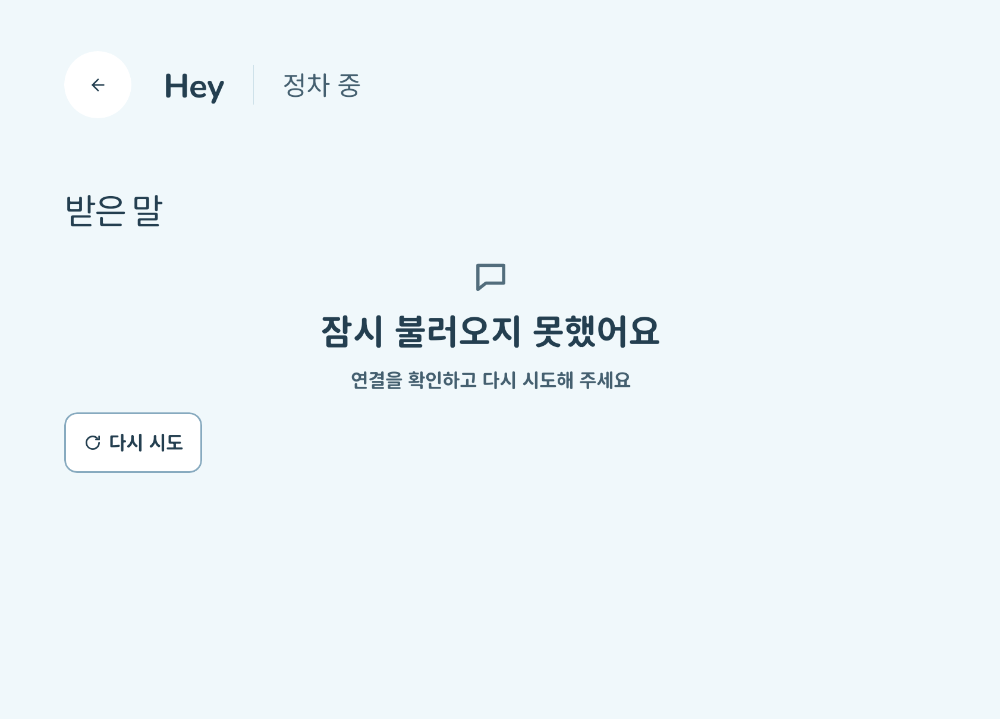 Hey
정차 중
받은 말
잠시 불러오지 못했어요
연결을 확인하고 다시 시도해 주세요
다시 시도